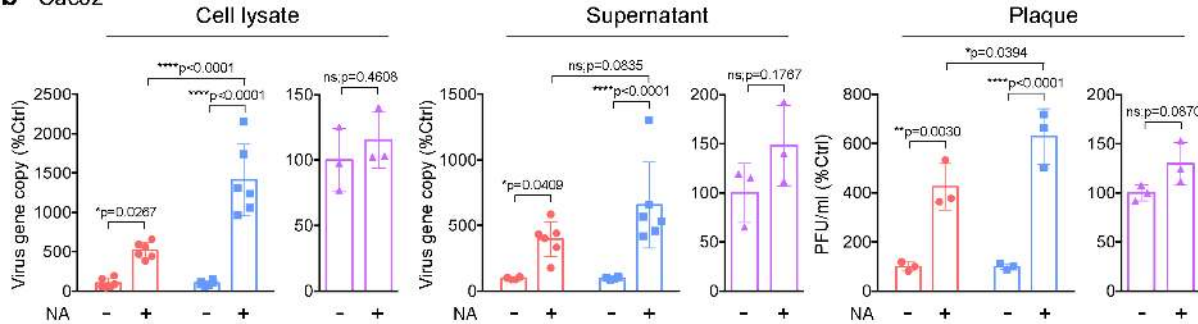 b Caco2
Cell lysate
Supernatant
Plaque
****p<0.0001
****p<0.0001
*p=0.0267
ns;p=0.4608
Virus gene copy (%Ctrl)
2500
2000
1500
1000
500
0
150
100
50
0
NA - + - + - +
ns;p=0.0835
****p<0.0001
*p=0.0409
ns;p=0.1767
Virus gene copy (%Ctrl)
1500
1000
500
0
200
150
100
50
0
NA - + - + - +
*p=0.0394
****p<0.0001
**p=0.0030
ns:p=0.0870
PFU/ml (%Ctrl)
800
600
400
200
0
200
150
100
50
0
NA - + - + - +